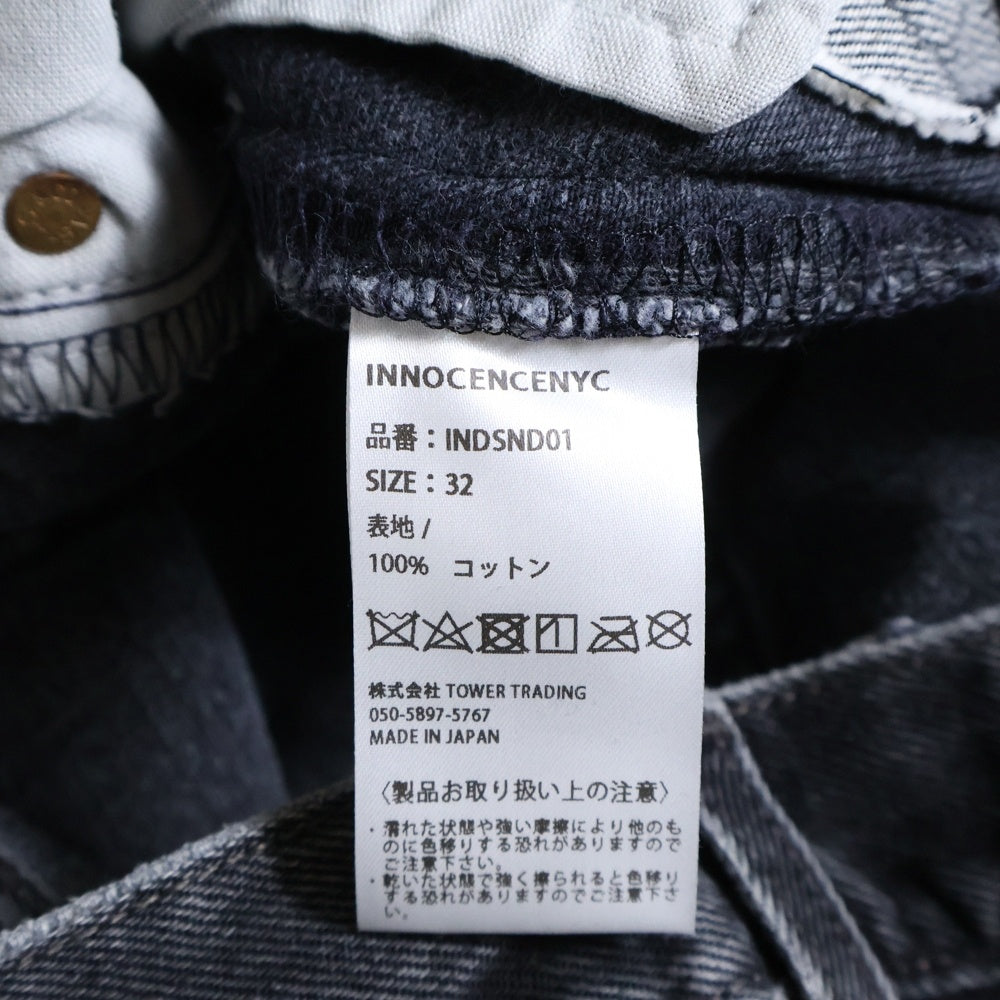 INNOCENCENYC
品番：INDSND01
SIZE：32
表地 /
100% コットン
株式会社 TOWER TRADING
050-5897-5767
MADE IN JAPAN
〈製品お取り扱い上の注意〉
・濡れた状態や強い摩擦により他のも
のに色移りする恐れがありますので
ご注意下さい。
・乾いた状態で強く擦られると色移り
する恐れがありますのでご注意下さ
い。